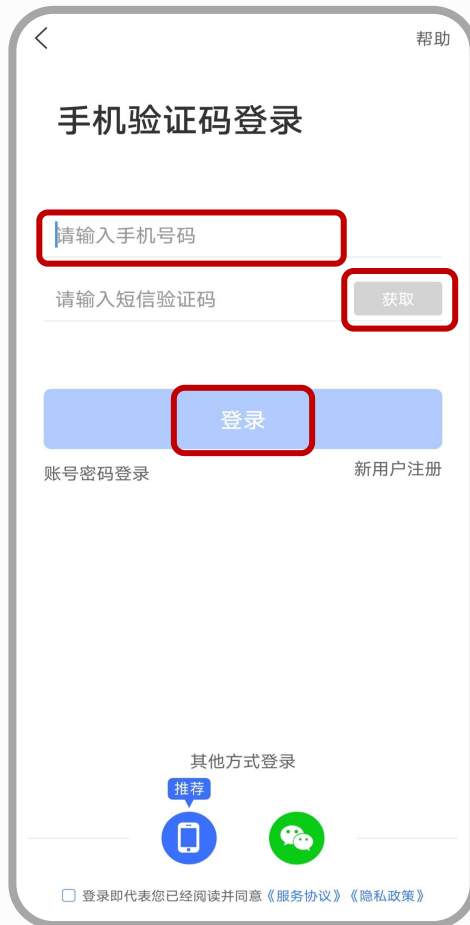 帮助
手机验证码登录
请输入手机号码
请输入短信验证码
获取
登录
账号密码登录
新用户注册
其他方式登录
推荐
登录即代表您已经阅读并同意《服务协议》《隐私政策》